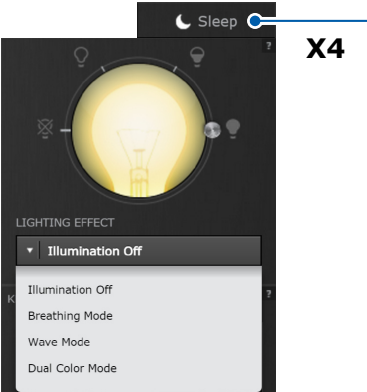 Sleep
X4
?
LIGHTING EFFECT
Illumination Off
Illumination Off
K
?
Breathing Mode
Wave Mode
Dual Color Mode